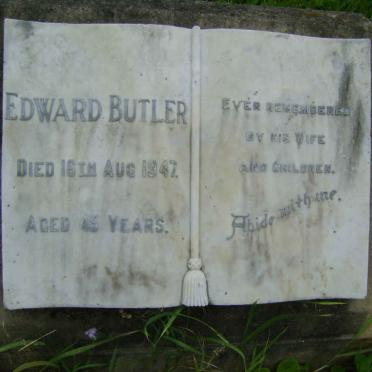 EDWARD BUTLER
DIED 16TH AUG 1947.
AGED 45 YEARS.
EVER REMEMBERED
BY HIS WIFE
AND CHILDREN.
Abide with me.